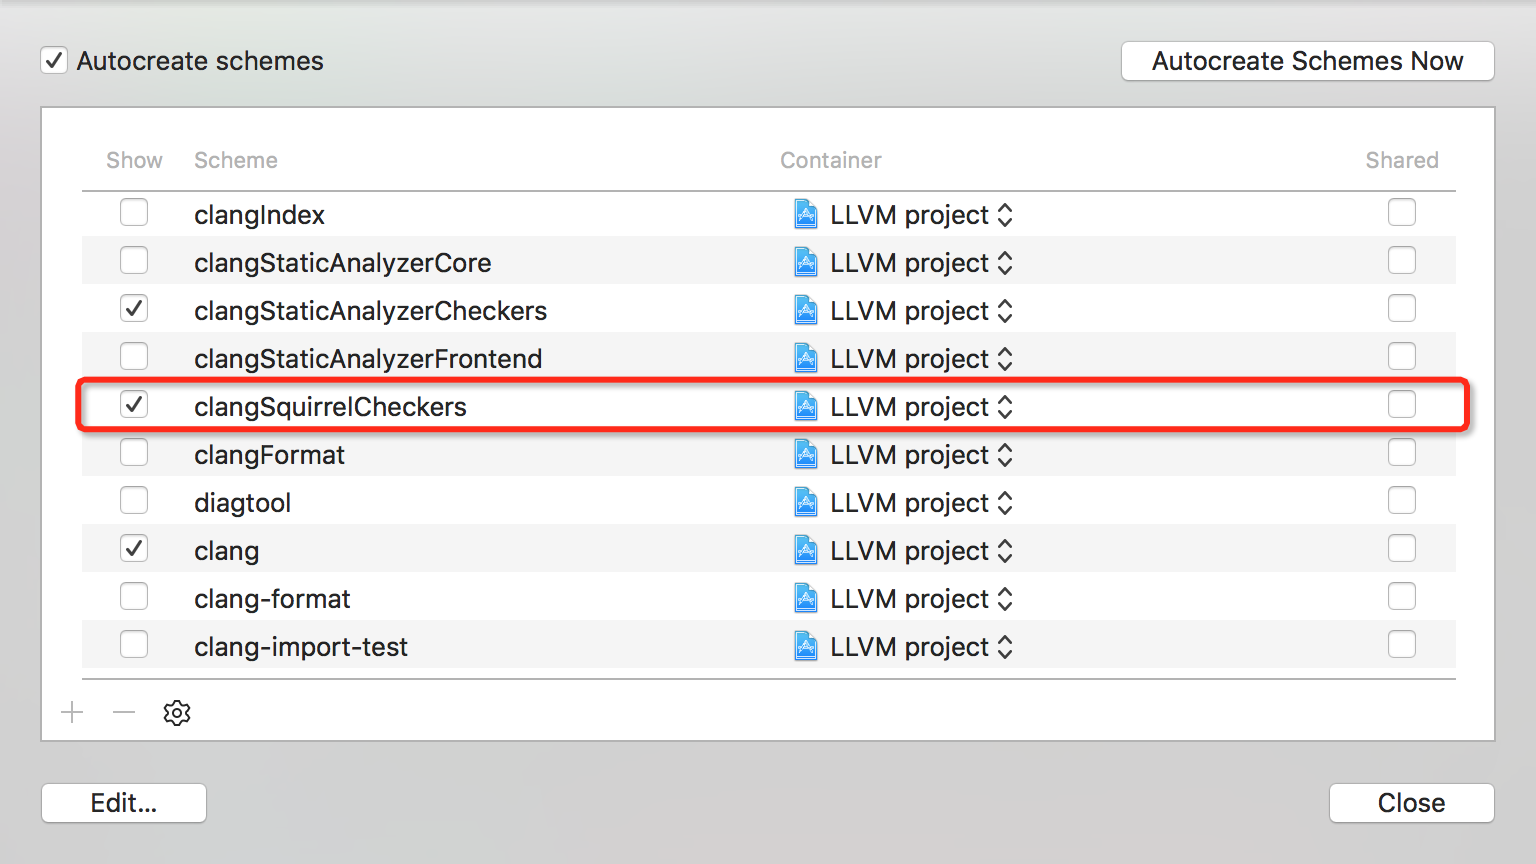 Autocreate schemes
Autocreate Schemes Now
Show Scheme Container Shared
clangIndex LLVM project
clangStaticAnalyzerCore LLVM project
clangStaticAnalyzerCheckers LLVM project
clangStaticAnalyzerFrontend LLVM project
clangSquirrelCheckers LLVM project
clangFormat LLVM project
diagtool LLVM project
clang LLVM project
clang-format LLVM project
clang-import-test LLVM project
Edit...
Close